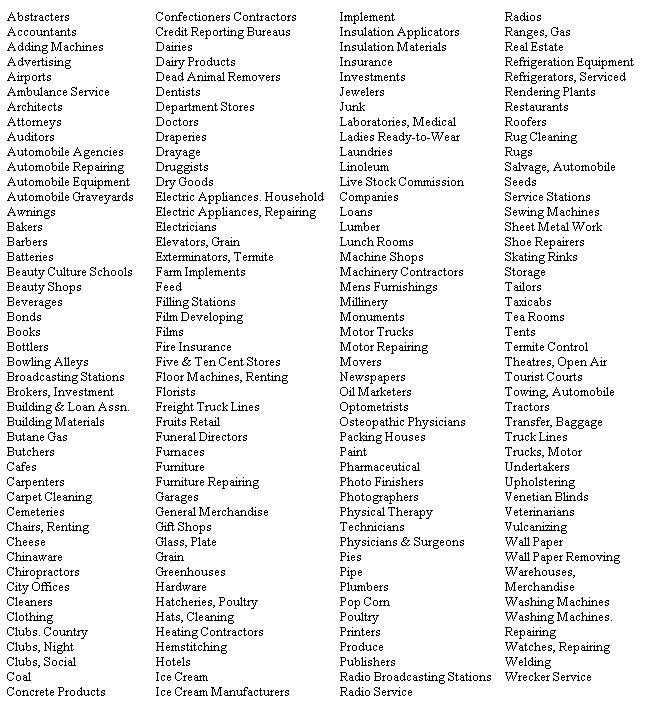 Abstracters
Accountants
Adding Machines
Advertising
Airports
Ambulance Service
Architects
Attorneys
Auditors
Automobile Agencies
Automobile Repairing
Automobile Equipment
Automobile Graveyards
Awnings
Bakers
Barbers
Batteries
Beauty Culture Schools
Beauty Shops
Beverages
Bonds
Books
Bottlers
Bowling Alleys
Broadcasting Stations
Brokers, Investment
Building & Loan Assn.
Building Materials
Butane Gas
Butchers
Cafes
Carpenters
Carpet Cleaning
Cemeteries
Chairs, Renting
Cheese
Chinaware
Chiropractors
City Offices
Cleaners
Clothing
Clubs. Country
Clubs, Night
Clubs, Social
Coal
Concrete Products
Confectioners Contractors
Credit Reporting Bureaus
Dairies
Dairy Products
Dead Animal Removers
Dentists
Department Stores
Doctors
Draperies
Drayage
Druggists
Dry Goods
Electric Appliances. Household
Electric Appliances, Repairing
Electricians
Elevators, Grain
Exterminators, Termite
Farm Implements
Feed
Filling Stations
Film Developing
Films
Fire Insurance
Five & Ten Cent Stores
Floor Machines, Renting
Florists
Freight Truck Lines
Fruits Retail
Funeral Directors
Furnaces
Furniture
Furniture Repairing
Garages
General Merchandise
Gift Shops
Glass, Plate
Grain
Greenhouses
Hardware
Hatcheries, Poultry
Hats, Cleaning
Heating Contractors
Hemstitching
Hotels
Ice Cream
Ice Cream Manufacturers
Implement
Insulation Applicators
Insulation Materials
Insurance
Investments
Jewelers
Junk
Laboratories, Medical
Ladies Ready-to-Wear
Laundries
Linoleum
Live Stock Commission
Companies
Loans
Lumber
Lunch Rooms
Machine Shops
Machinery Contractors
Mens Furnishings
Millinery
Monuments
Motor Trucks
Motor Repairing
Movers
Newspapers
Oil Marketers
Optometrists
Osteopathic Physicians
Packing Houses
Paint
Pharmaceutical
Photo Finishers
Photographers
Physical Therapy
Technicians
Physicians & Surgeons
Pies
Pipe
Plumbers
Pop Corn
Poultry
Printers
Produce
Publishers
Radio Broadcasting Stations
Radio Service
Radios
Ranges, Gas
Real Estate
Refrigeration Equipment
Refrigerators, Serviced
Rendering Plants
Restaurants
Roofers
Rug Cleaning
Rugs
Salvage, Automobile
Seeds
Service Stations
Sewing Machines
Sheet Metal Work
Shoe Repairers
Skating Rinks
Storage
Tailors
Taxicabs
Tea Rooms
Tents
Termite Control
Theatres, Open Air
Tourist Courts
Towing, Automobile
Tractors
Transfer, Baggage
Truck Lines
Trucks, Motor
Undertakers
Upholstering
Venetian Blinds
Veterinarians
Vulcanizing
Wall Paper
Wall Paper Removing
Warehouses,
Merchandise
Washing Machines
Washing Machines.
Repairing
Watches, Repairing
Welding
Wrecker Service